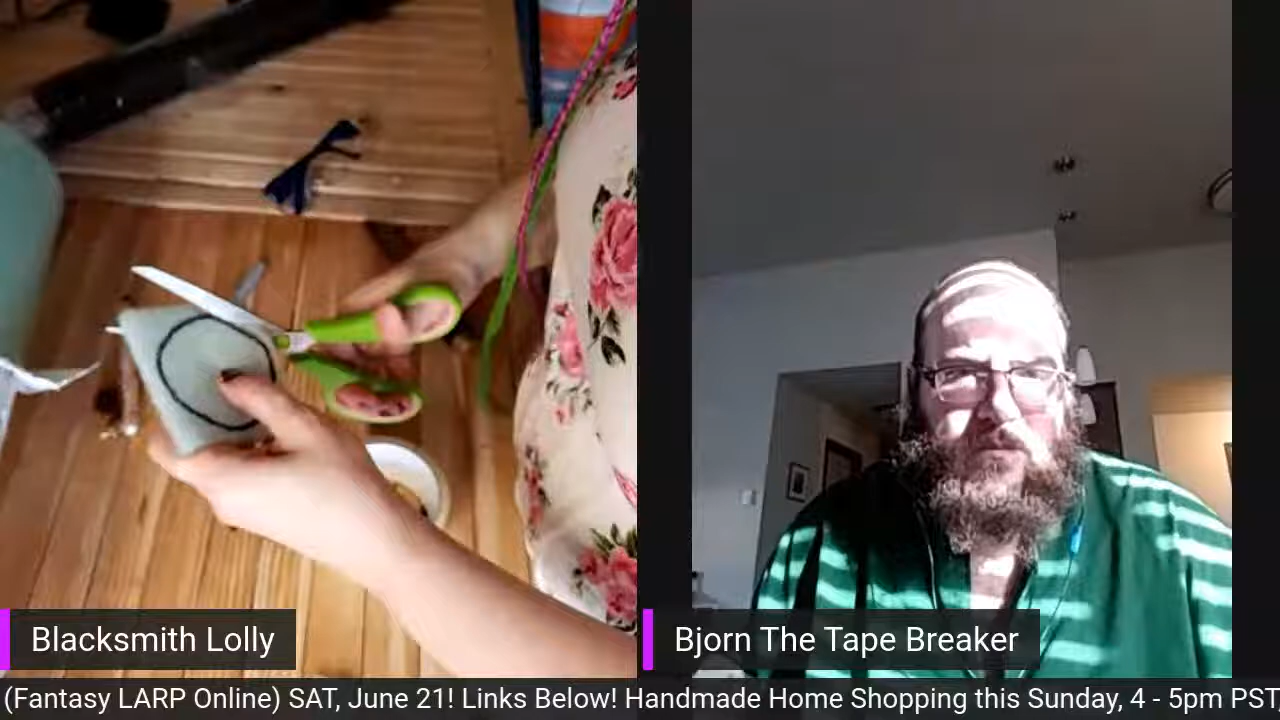 Blacksmith Lolly
Bjorn The Tape Breaker
(Fantasy LARP Online) SAT, June 21! Links Below! Handmade Home Shopping this Sunday, 4 - 5pm PST,